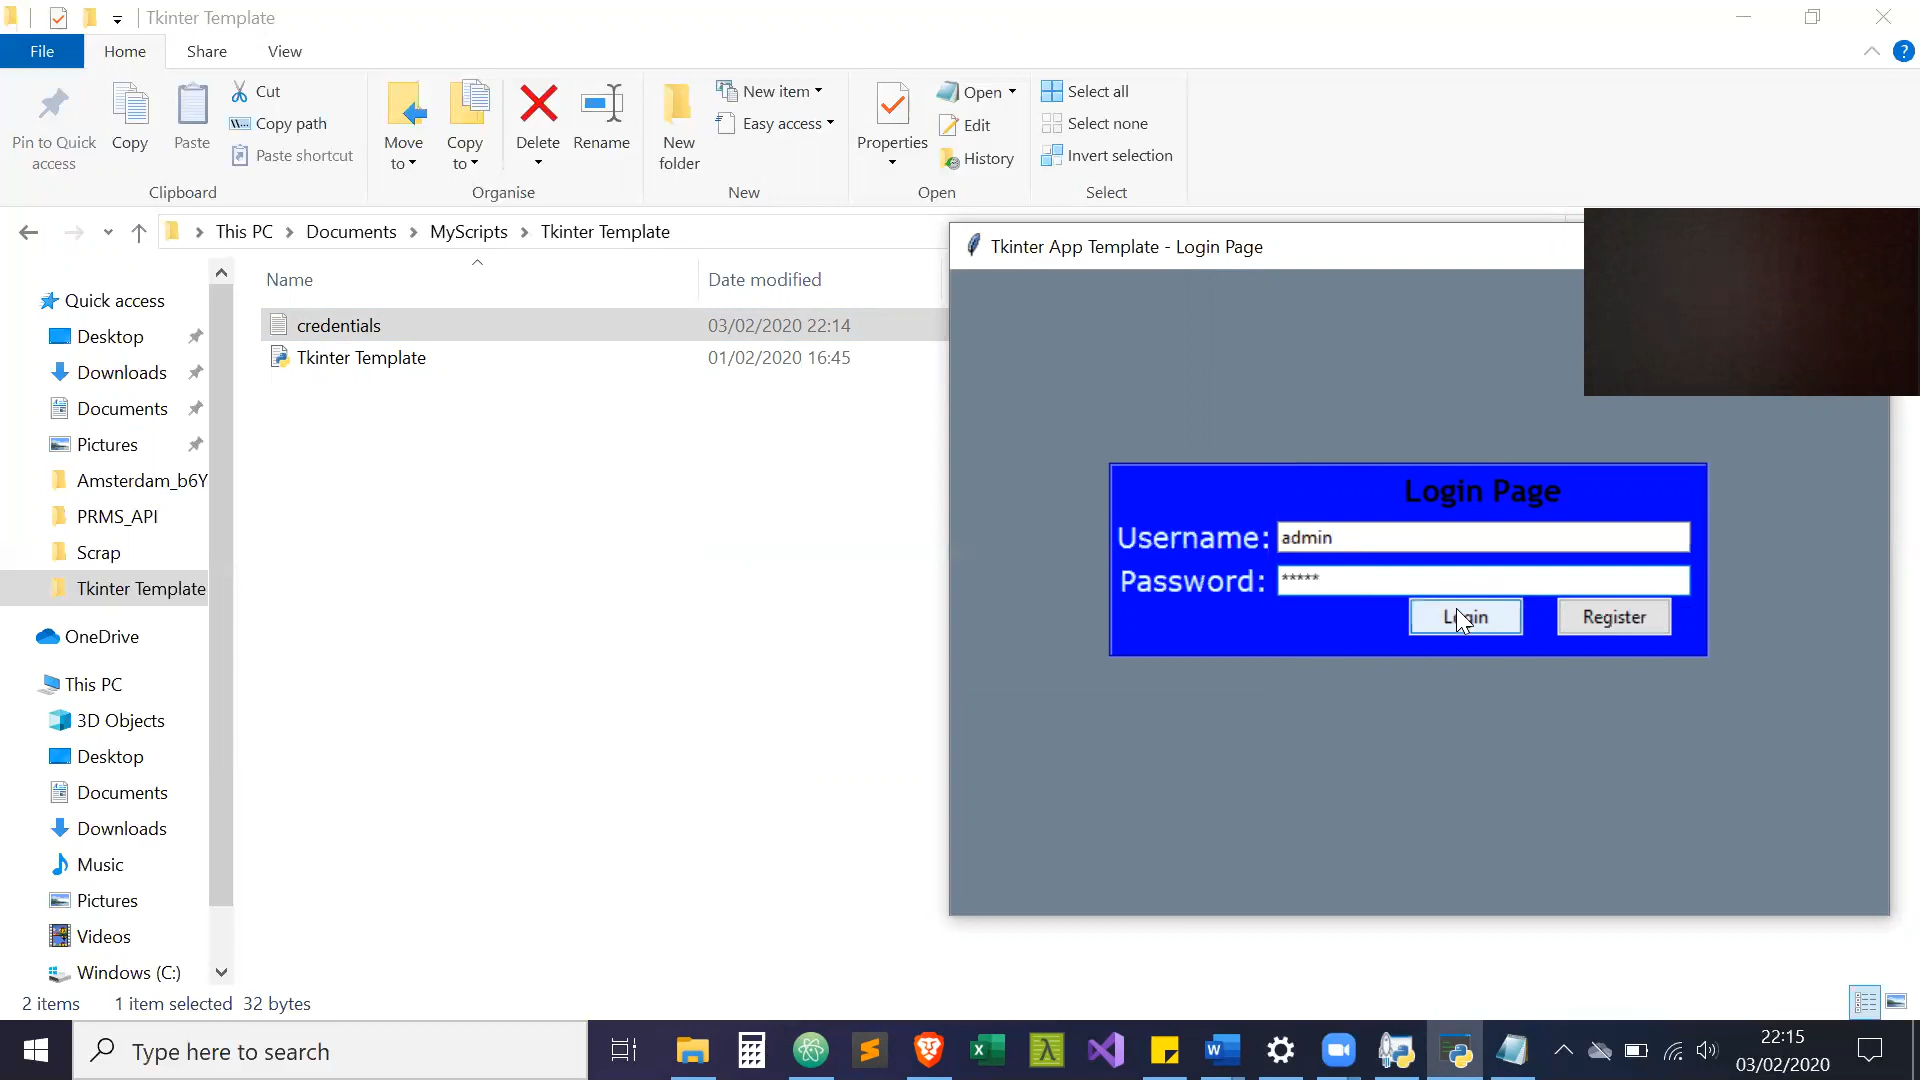 Tkinter Template
File Home Share View
Pin to Quick access
Copy
Paste
Cut
Copy path
Paste shortcut
Clipboard
Move to
Copy to
Delete
Rename
Organise
New folder
New item
Easy access
New
Properties
Open
Edit
History
Open
Select all
Select none
Invert selection
Select
This PC > Documents > MyScripts > Tkinter Template
Name Date modified
credentials 03/02/2020 22:14
Tkinter Template 01/02/2020 16:45
Quick access
Desktop
Downloads
Documents
Pictures
Amsterdam_b6Y
PRMS_API
Scrap
Tkinter Template
OneDrive
This PC
3D Objects
Desktop
Documents
Downloads
Music
Pictures
Videos
Windows (C:)
2 items 1 item selected 32 bytes
Tkinter App Template - Login Page
Login Page
Username: admin
Password: *****
Login Register
Type here to search
22:15
03/02/2020